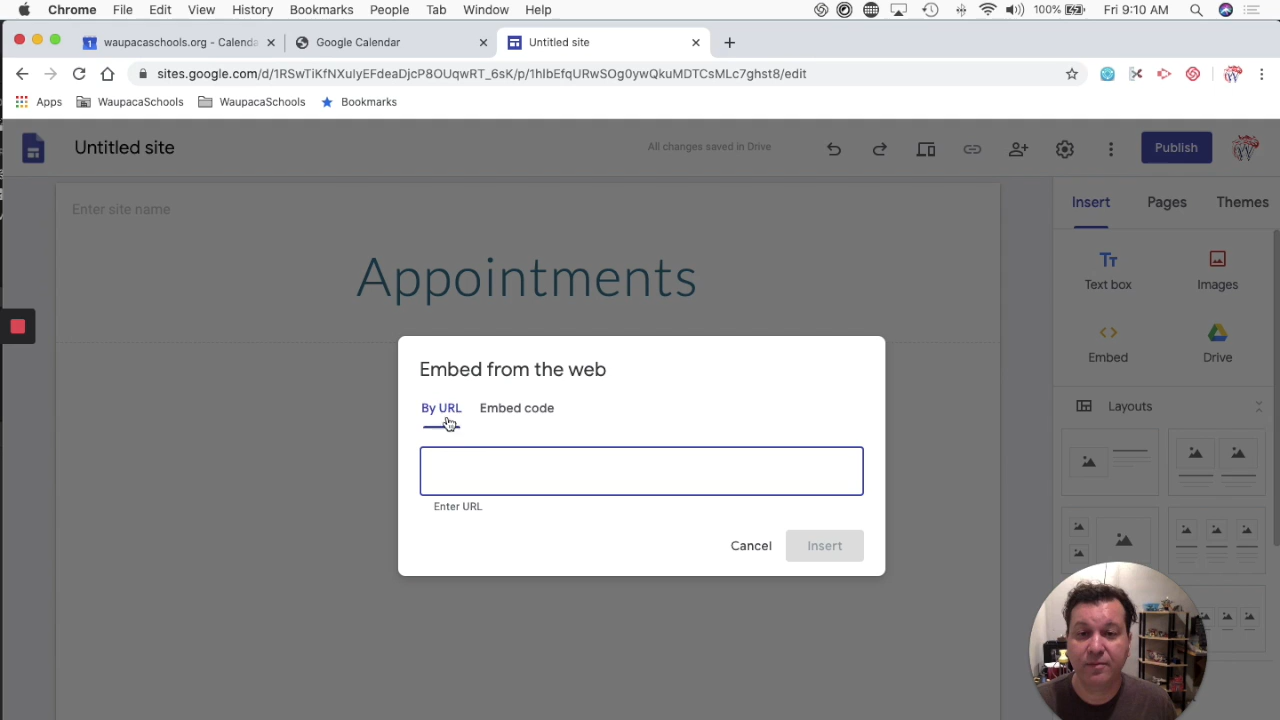 Chrome File Edit View History Bookmarks People Tab Window Help 100% Fri 9:10 AM
waupacaschools.org - Calenda Google Calendar Untitled site
sites.google.com/d/1RSwTiKfNXuIyEFdeaDjcP8OUqwRT_6sK/p/1hIbEfqURwSOg0ywQkuMDTCsMLc7ghst8/edit
Apps WaupacaSchools WaupacaSchools Bookmarks
Untitled site All changes saved in Drive Publish
Enter site name
Insert Pages Themes
Appointments
Text box Images
Embed Drive
Layouts
Embed from the web
By URL Embed code
Enter URL
Cancel Insert